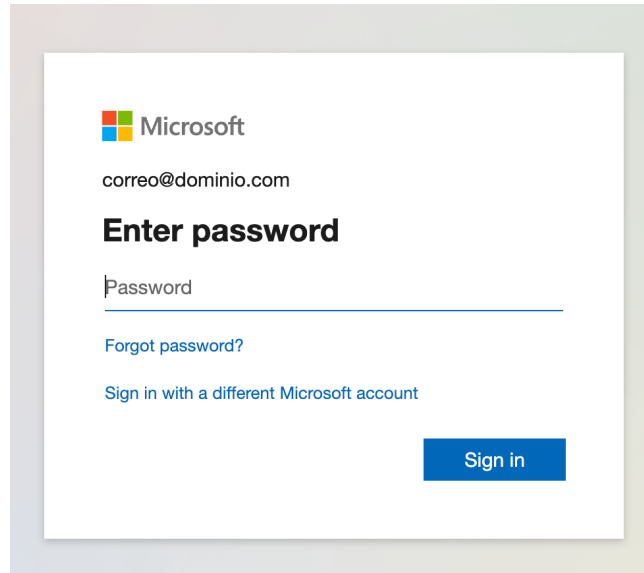 Microsoft
correo@dominio.com
Enter password
Password
Forgot password?
Sign in with a different Microsoft account
Sign in